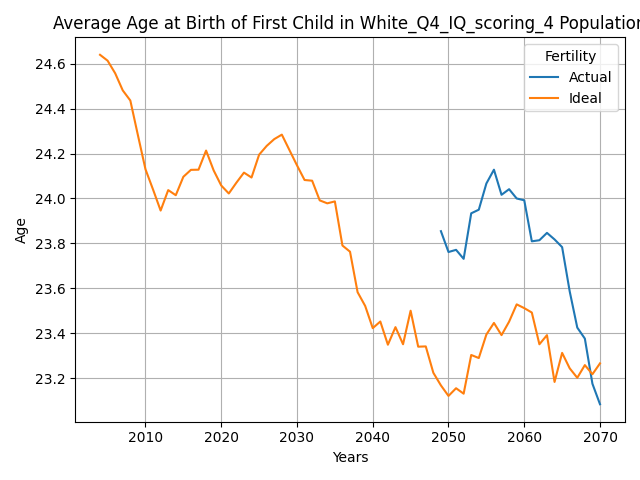 Average Age at Birth of First Child in White_Q4_IQ_scoring_4 Population
Fertility
Actual
Ideal
24.6
24.4
24.2
24.0
23.8
23.6
23.4
23.2
Age
2010 2020 2030 2040 2050 2060 2070
Years